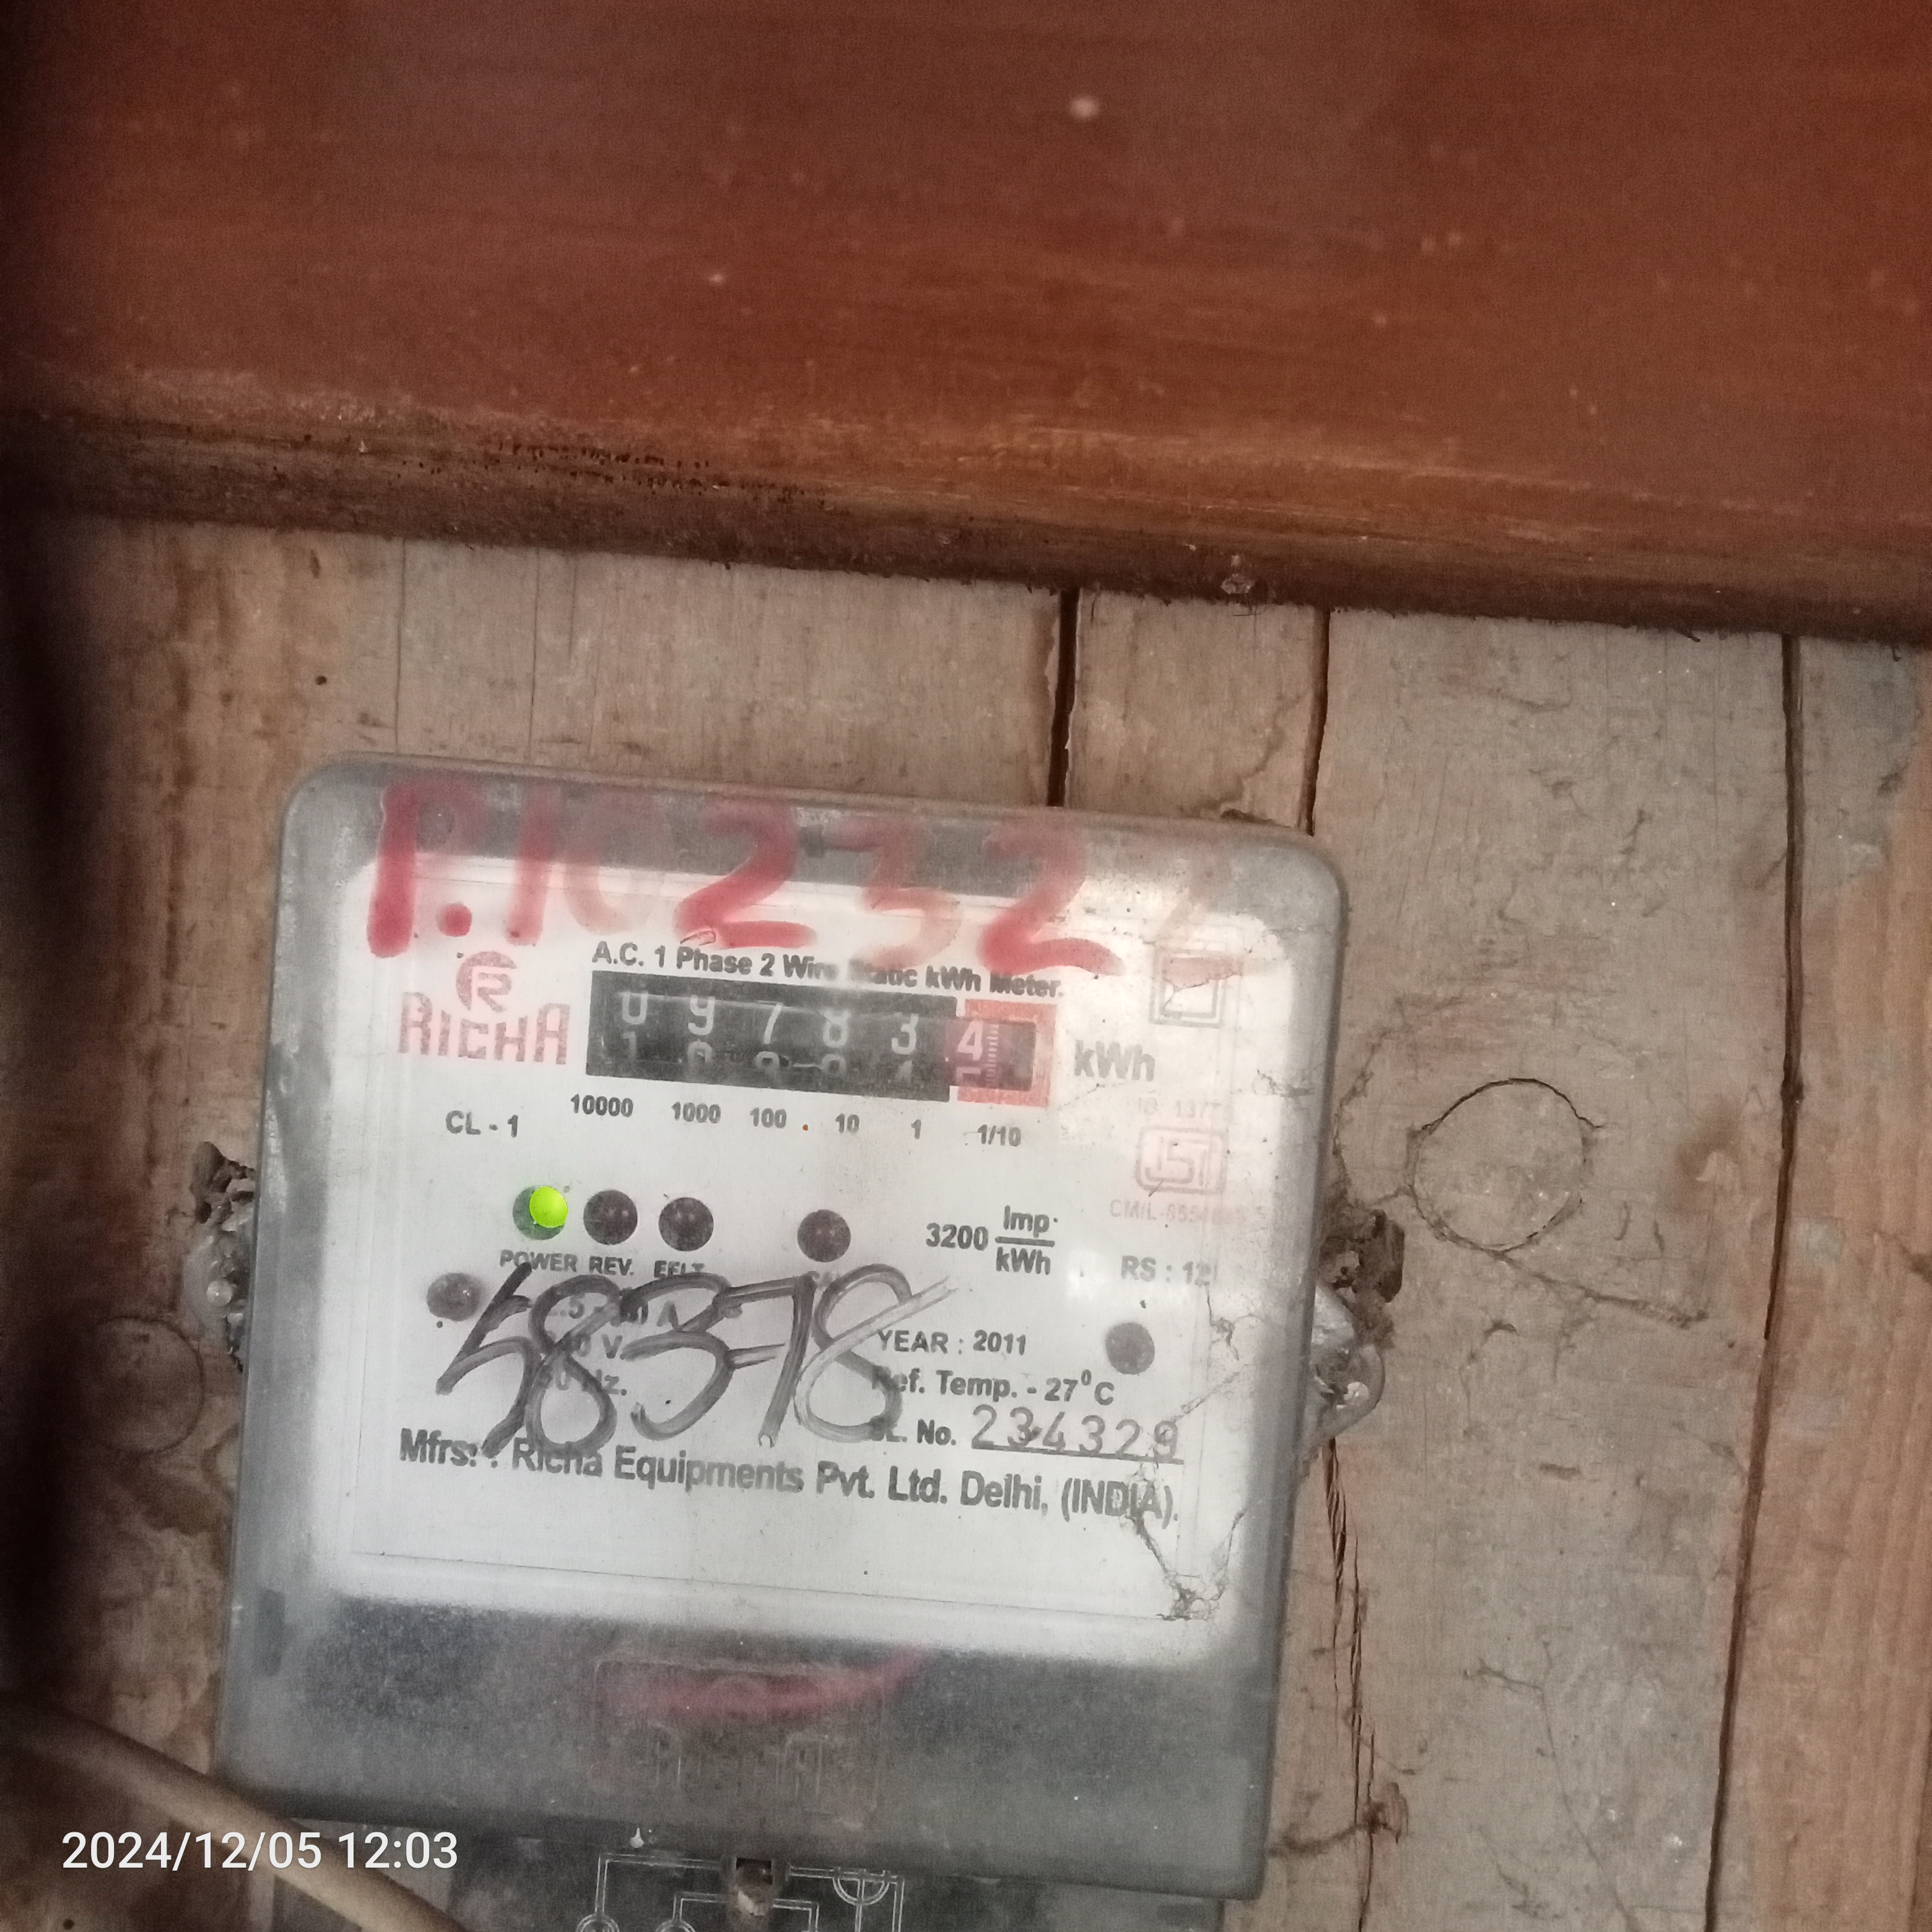 A.C. 1 Phase 2 Wire Static kWh Meter.
RICHA
0 9 7 8 3 4
kWh
10000 1000 100 10 1 1/10
CL - 1
3200 Imp. / kWh
POWER REV.
RS : 12
58378
YEAR : 2011
Ref. Temp. - 27°C
SL. No. 234329
Mfrs. : Richa Equipments Pvt. Ltd. Delhi, (INDIA).
2024/12/05 12:03